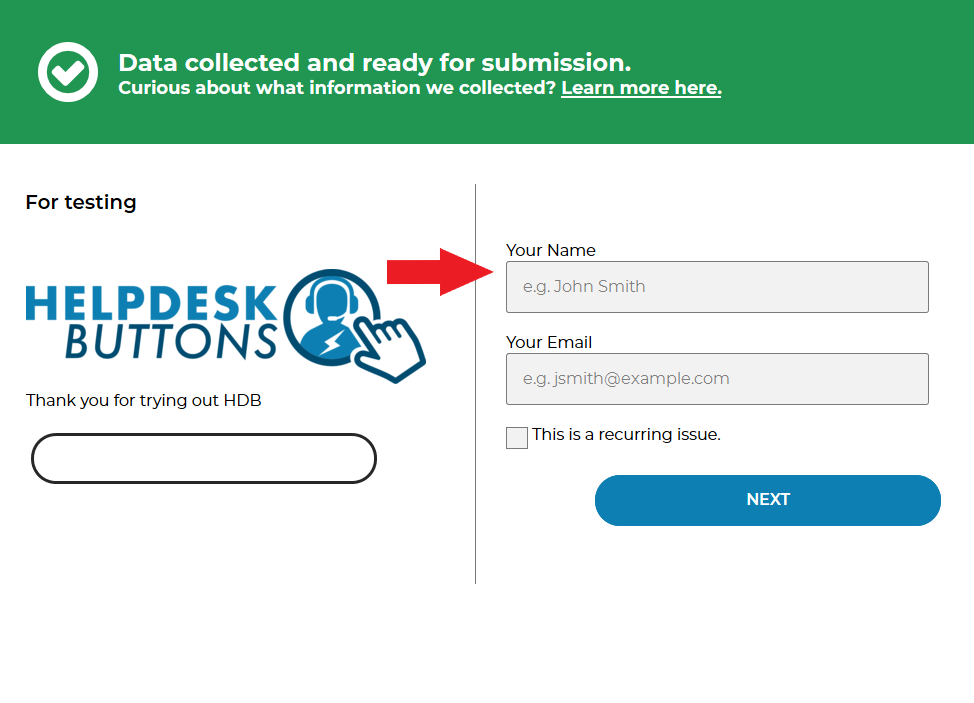 Data collected and ready for submission.
Curious about what information we collected? Learn more here.
For testing
HELPDESK
BUTTONS
Thank you for trying out HDB
Your Name
e.g. John Smith
Your Email
e.g. jsmith@example.com
This is a recurring issue.
NEXT